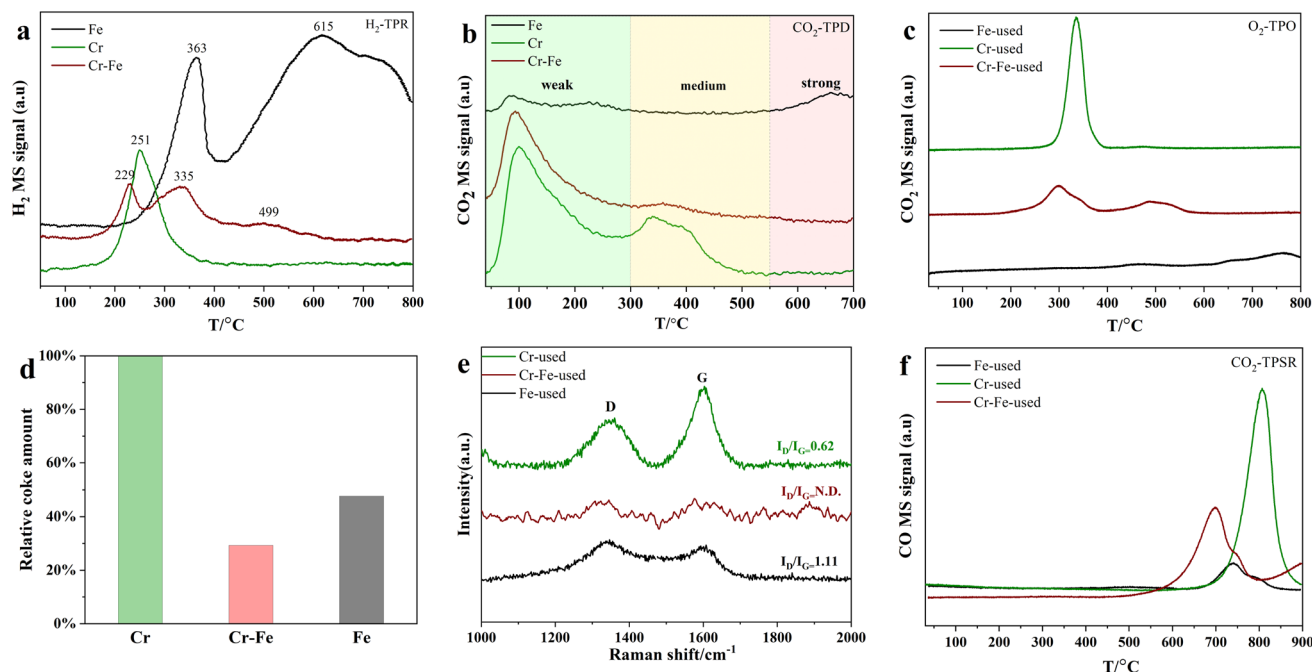 a
H₂-TPR
Fe
Cr
Cr-Fe
615
363
251
229
335
499
H₂ MS signal (a.u)
100 200 300 400 500 600 700 800
T/°C
b
CO₂-TPD
Fe
Cr
Cr-Fe
weak
medium
strong
CO₂ MS signal (a.u)
100 200 300 400 500 600 700
T/°C
c
O₂-TPO
Fe-used
Cr-used
Cr-Fe-used
CO₂ MS signal (a.u)
100 200 300 400 500 600 700 800
T/°C
d
100%
80%
60%
40%
20%
0%
Relative coke amount
Cr
Cr-Fe
Fe
e
Cr-used
Cr-Fe-used
Fe-used
D
G
I_D/I_G=0.62
I_D/I_G=N.D.
I_D/I_G=1.11
Intensity(a.u.)
1000 1200 1400 1600 1800 2000
Raman shift/cm⁻¹
f
CO₂-TPSR
Fe-used
Cr-used
Cr-Fe-used
CO MS signal (a.u)
100 200 300 400 500 600 700 800 900
T/°C